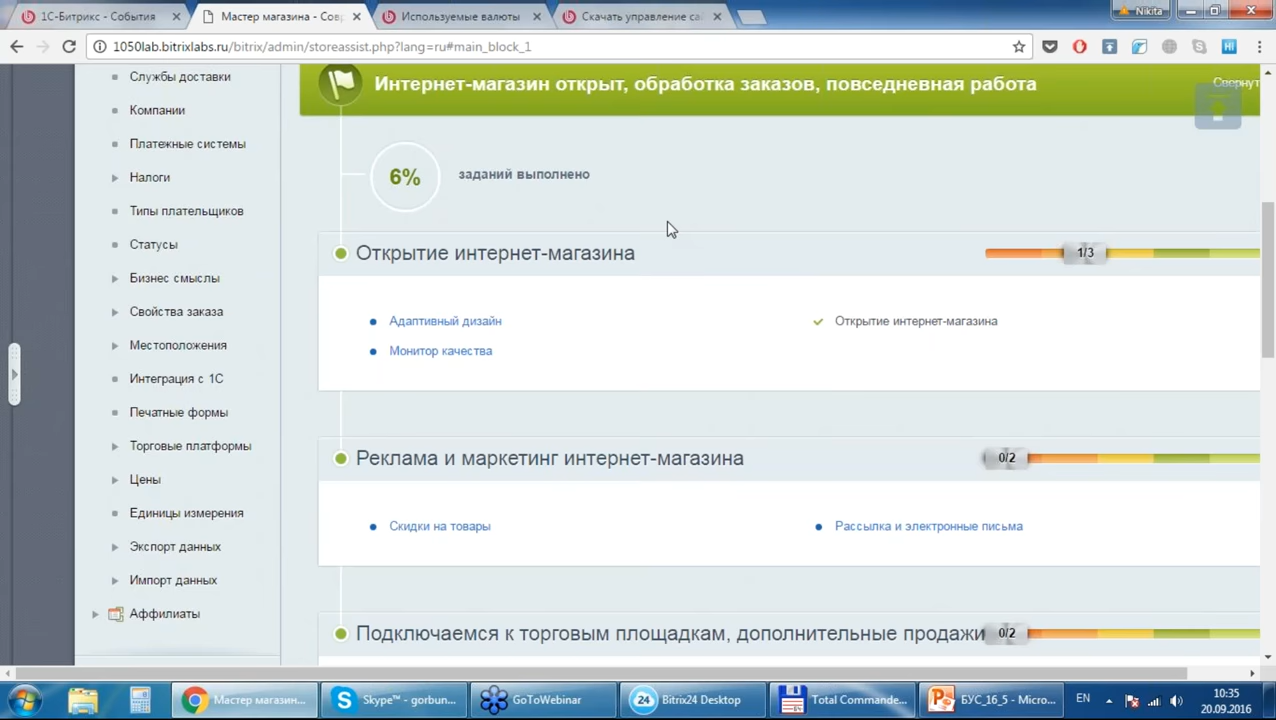 1С-Битрикс - События
Мастер магазина - Сов
Используемые валюты
Скачать управление са
Nikita
1050lab.bitrixlabs.ru/bitrix/admin/storeassist.php?lang=ru#main_block_1
Службы доставки
Компании
Платежные системы
Налоги
Типы плательщиков
Статусы
Бизнес смыслы
Свойства заказа
Местоположения
Интеграция с 1С
Печатные формы
Торговые платформы
Цены
Единицы измерения
Экспорт данных
Импорт данных
Аффилиаты
Интернет-магазин открыт, обработка заказов, повседневная работа
Свернут
6%
заданий выполнено
Открытие интернет-магазина
1/3
Адаптивный дизайн
Открытие интернет-магазина
Монитор качества
Реклама и маркетинг интернет-магазина
0/2
Скидки на товары
Рассылка и электронные письма
Подключаемся к торговым площадкам, дополнительные продажи
0/2
Мастер магазин...
Skype™ - gorbun...
GoToWebinar
24
Bitrix24 Desktop
Total Commande...
БУС_16_5 - Micro...
EN
10:35
20.09.2016